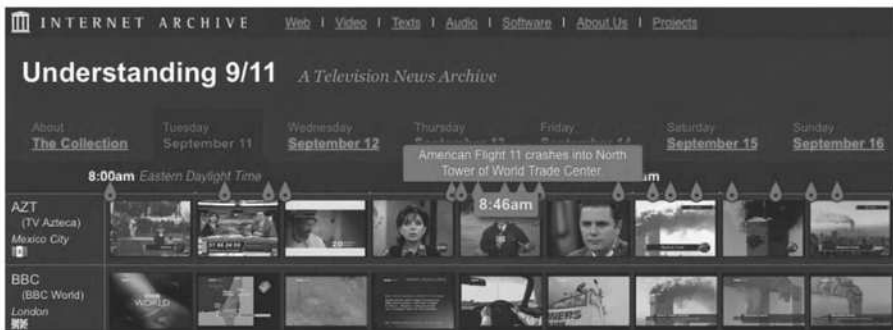 INTERNET ARCHIVE Web | Video | Texts | Audio | Software | About Us | Projects
Understanding 9/11 A Television News Archive
About Tuesday Wednesday Thursday Friday Saturday Sunday
The Collection September 11 September 12 September 15 September 16
American Flight 11 crashes into North
Tower of World Trade Center
8:00am Eastern Daylight Time am
8:46am
AZT
(TV Azteca)
Mexico City
BBC
(BBC World)
London
WORLD